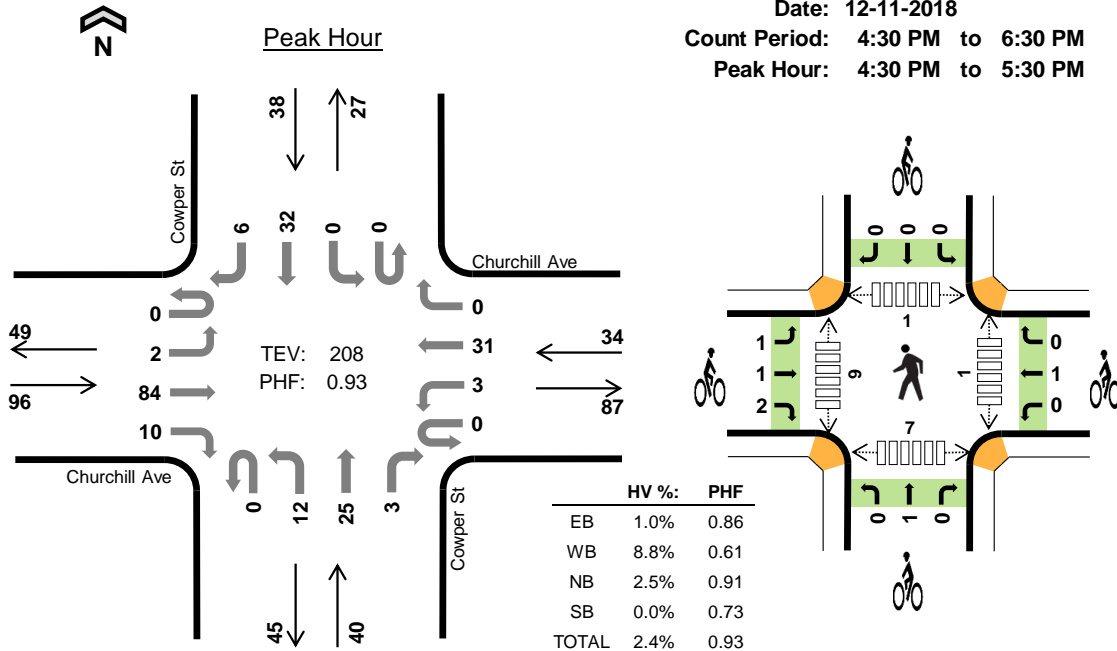 N
Peak Hour
Date: 12-11-2018
Count Period: 4:30 PM to 6:30 PM
Peak Hour: 4:30 PM to 5:30 PM
38
27
Cowper St
6
32
0
0
Churchill Ave
0
2
84
10
49
96
TEV: 208
PHF: 0.93
0
31
3
0
34
87
Churchill Ave
0
12
25
3
Cowper St
45
40
HV %: PHF
EB 1.0% 0.86
WB 8.8% 0.61
NB 2.5% 0.91
SB 0.0% 0.73
TOTAL 2.4% 0.93
0 0 0
1
1
1
2
9
1
0
1
0
7
0 1 0